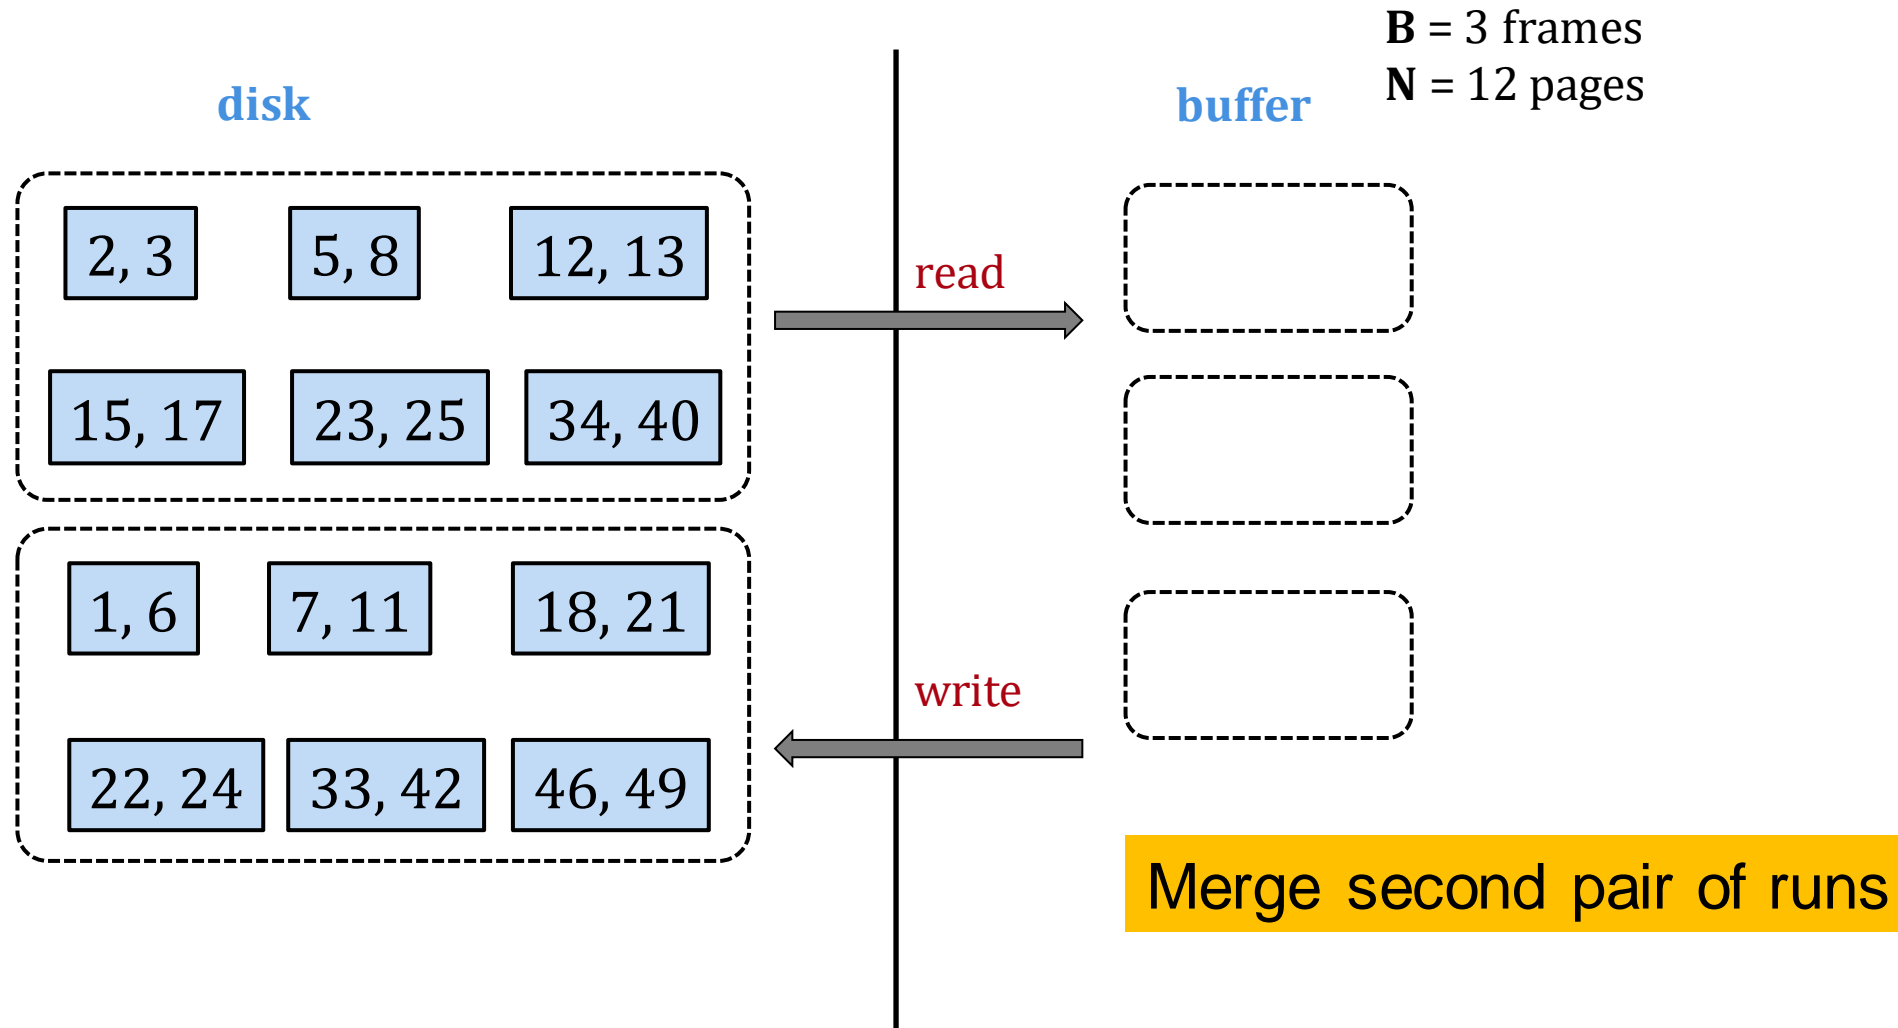 B = 3 frames
N = 12 pages
disk
buffer
2, 3
5, 8
12, 13
read
15, 17
23, 25
34, 40
1, 6
7, 11
18, 21
write
22, 24
33, 42
46, 49
Merge second pair of runs